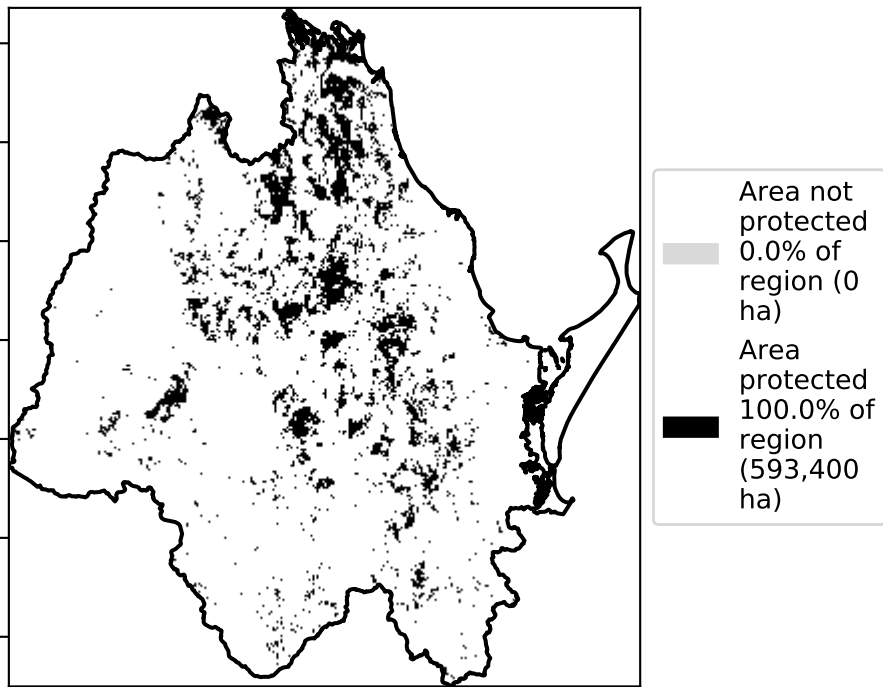 Area not
protected
0.0% of
region (0
ha)
Area
protected
100.0% of
region
(593,400
ha)